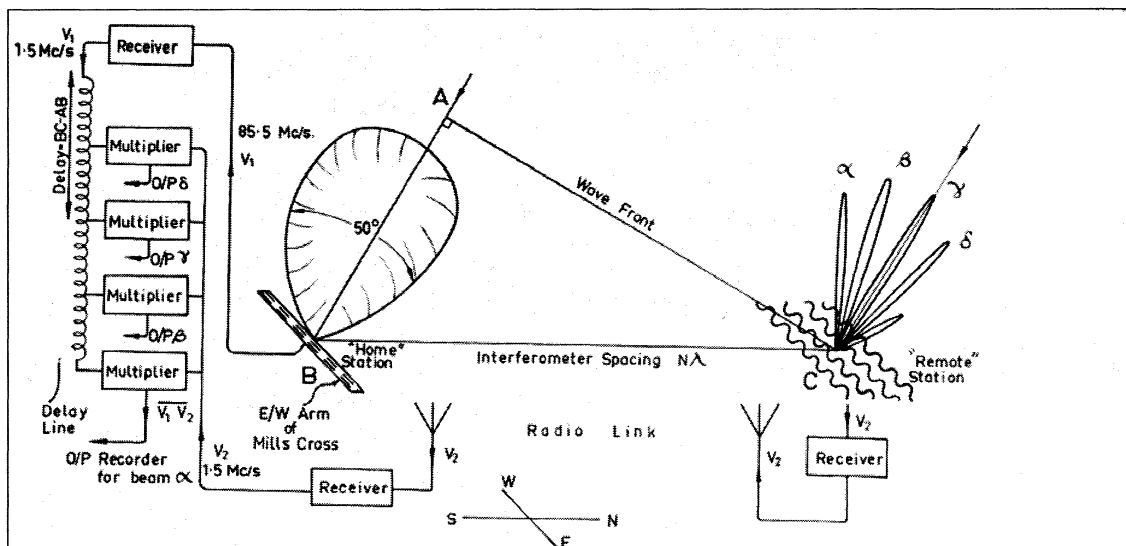 V₁
1·5 Mc/s
Receiver
Delay=BC-AB
85·5 Mc/s.
V₁
Multiplier
O/P δ
Multiplier
O/P γ
Multiplier
O/P β
Multiplier
V₁ V₂
Delay
Line
O/P Recorder
for beam α
V₂
1·5 Mc/s
A
50°
Wave Front
α
β
γ
δ
"Home"
Station
B
Interferometer Spacing Nλ
C
"Remote"
Station
E/W Arm
of
Mills Cross
Radio Link
V₂
V₂
V₂
Receiver
Receiver
W
S
N
E